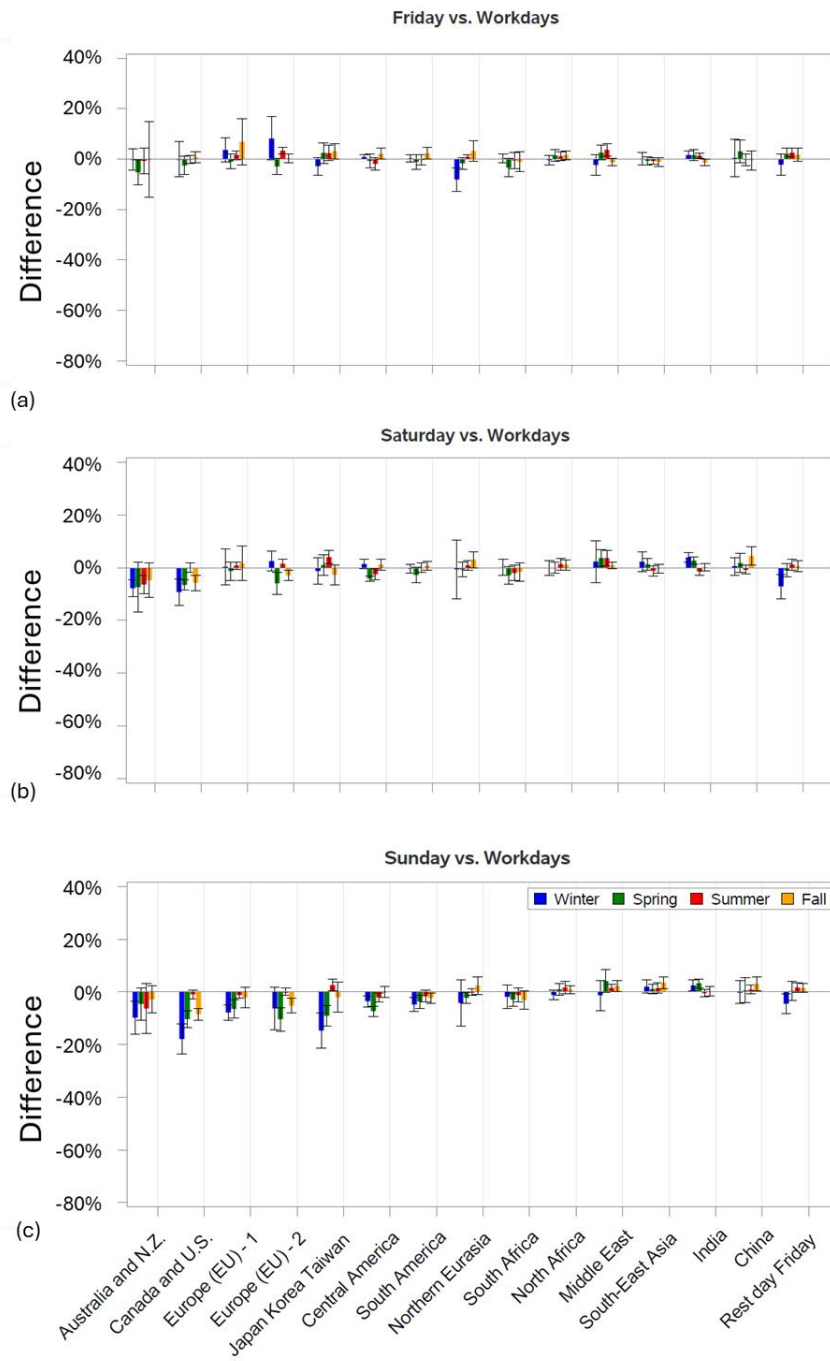 Friday vs. Workdays
40%
20%
0%
-20%
-40%
-60%
-80%
Difference
(a)
Saturday vs. Workdays
40%
20%
0%
-20%
-40%
-60%
-80%
Difference
(b)
Sunday vs. Workdays
Winter Spring Summer Fall
40%
20%
0%
-20%
-40%
-60%
-80%
Difference
(c)
Australia and N.Z.
Canada and U.S.
Europe (EU) - 1
Europe (EU) - 2
Japan Korea Taiwan
Central America
South America
Northern Eurasia
South Africa
North Africa
Middle East
South-East Asia
India
China
Rest day Friday